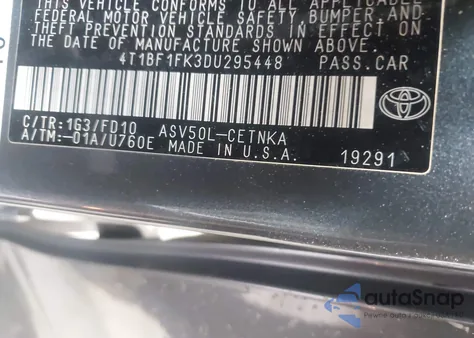 THIS VEHICLE CONFORMS TO ALL APPLICABLE
FEDERAL MOTOR VEHICLE SAFETY, BUMPER, AND
THEFT PREVENTION STANDARDS IN EFFECT ON
THE DATE OF MANUFACTURE SHOWN ABOVE.
4T1BF1FK3DU295448 PASS.CAR
C/TR:1G3/FD10 ASV50L-CETNKA
A/TM:-01A/U760E MADE IN U.S.A.
19291
TOYOTA
autoSnap